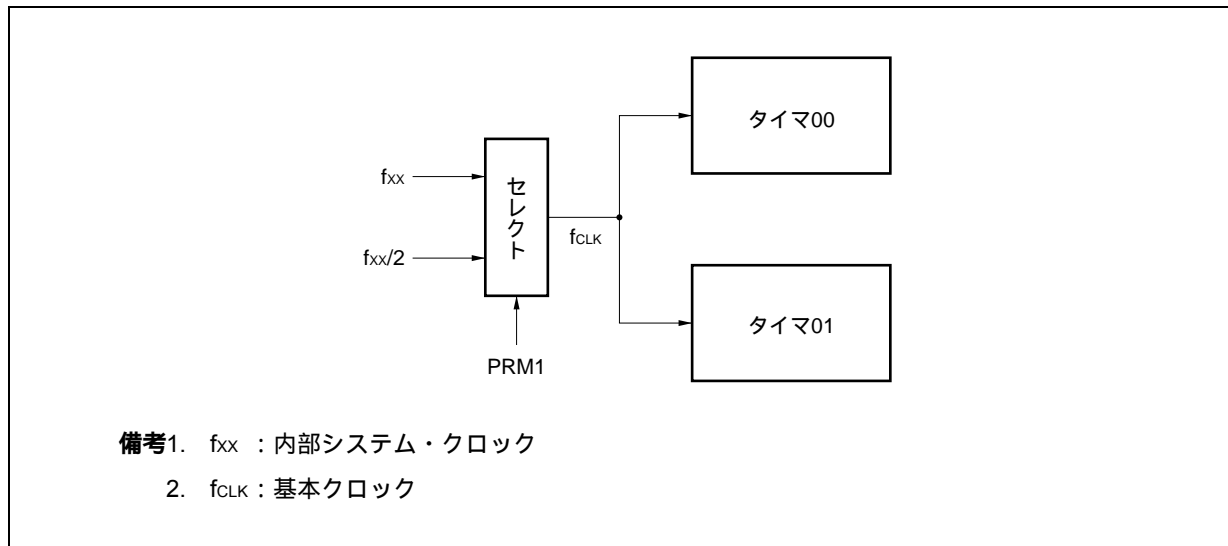 タイマ00
fXX
セレクト
fCLK
fXX/2
タイマ01
PRM1
備考1. fXX :内部システム・クロック
2. fCLK:基本クロック